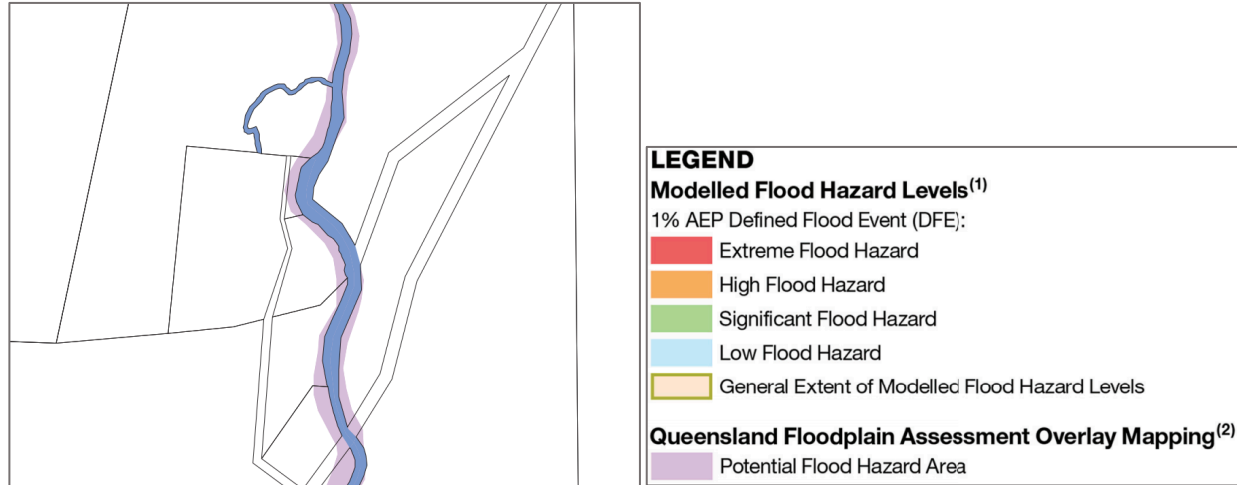 LEGEND
Modelled Flood Hazard Levels(1)
1% AEP Defined Flood Event (DFE):
Extreme Flood Hazard
High Flood Hazard
Significant Flood Hazard
Low Flood Hazard
General Extent of Modelled Flood Hazard Levels
Queensland Floodplain Assessment Overlay Mapping(2)
Potential Flood Hazard Area